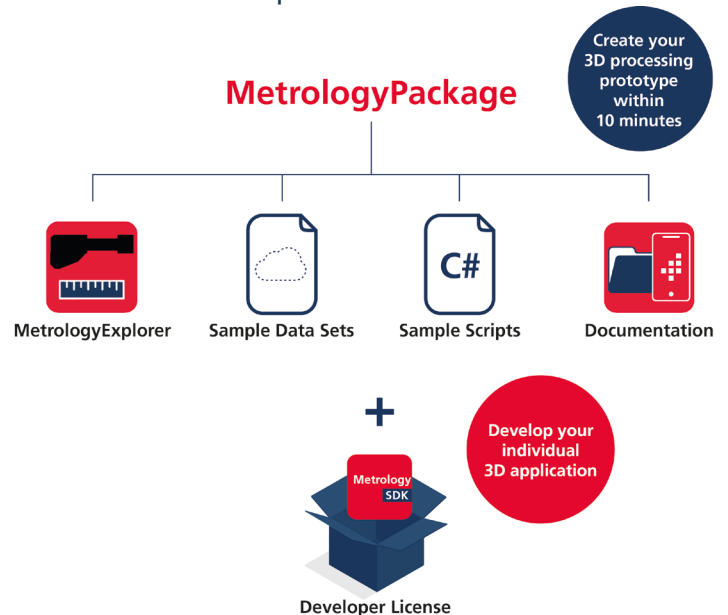 Create your
3D processing
prototype
within
10 minutes
MetrologyPackage
C#
MetrologyExplorer
Sample Data Sets
Sample Scripts
Documentation
+
Develop your
individual
3D application
Metrology
SDK
Developer License